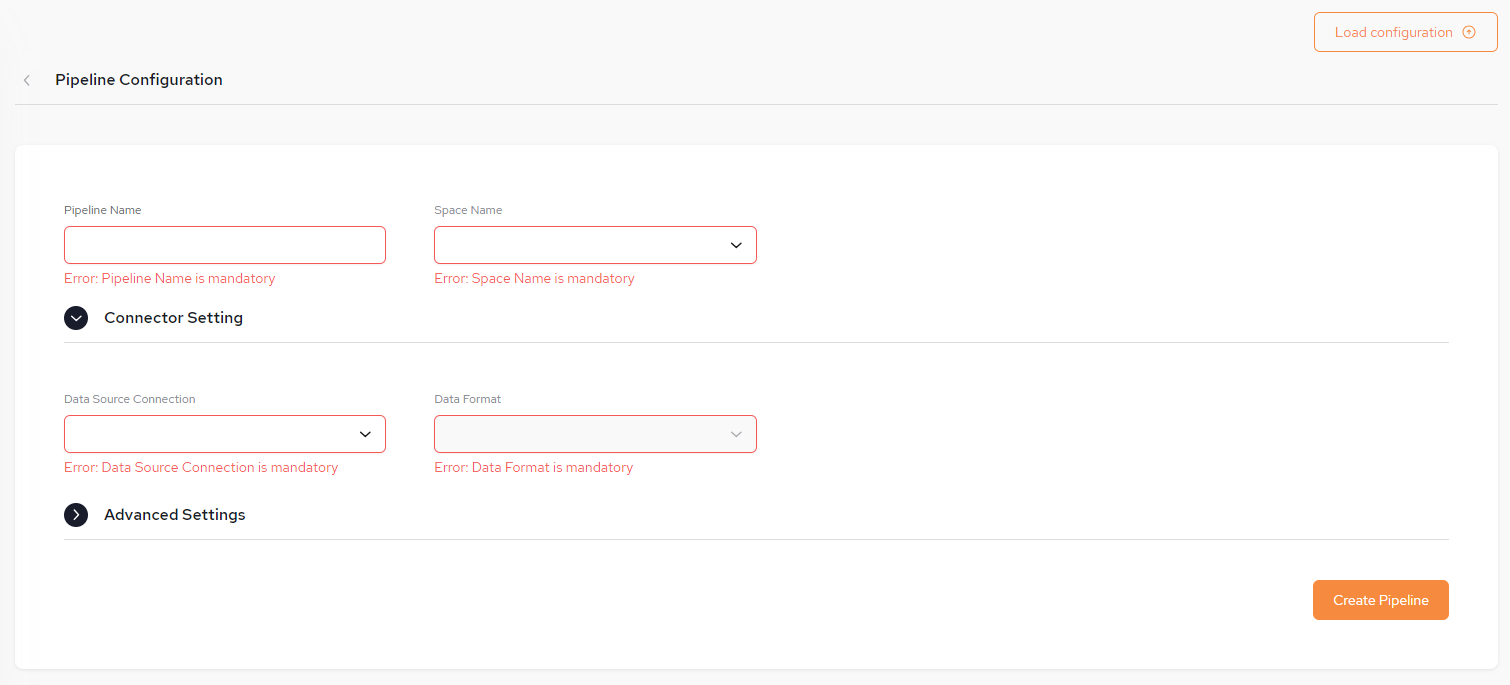 Load configuration
Pipeline Configuration
Pipeline Name
Space Name
Error: Pipeline Name is mandatory
Error: Space Name is mandatory
Connector Setting
Data Source Connection
Data Format
Error: Data Source Connection is mandatory
Error: Data Format is mandatory
Advanced Settings
Create Pipeline